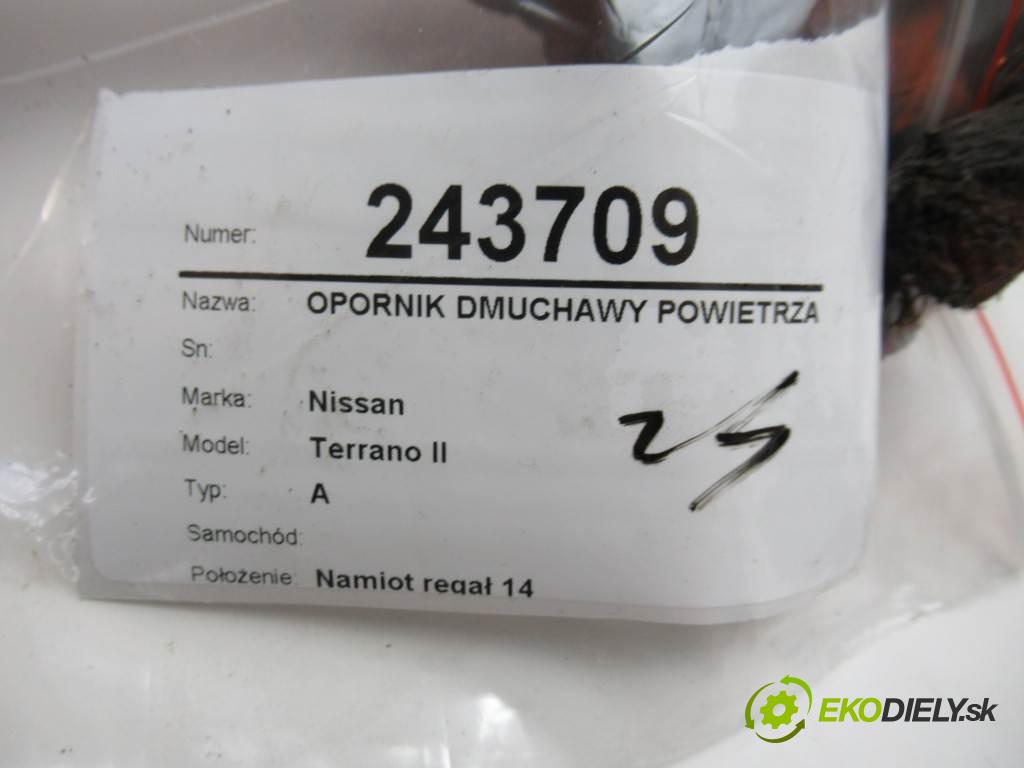 Numer: 243709
Nazwa: OPORNIK DMUCHAWY POWIETRZA
Sn:
Marka: Nissan
Model: Terrano II
Typ: A
Samochód:
Położenie: Namiot regał 14
EKODIELY.sk